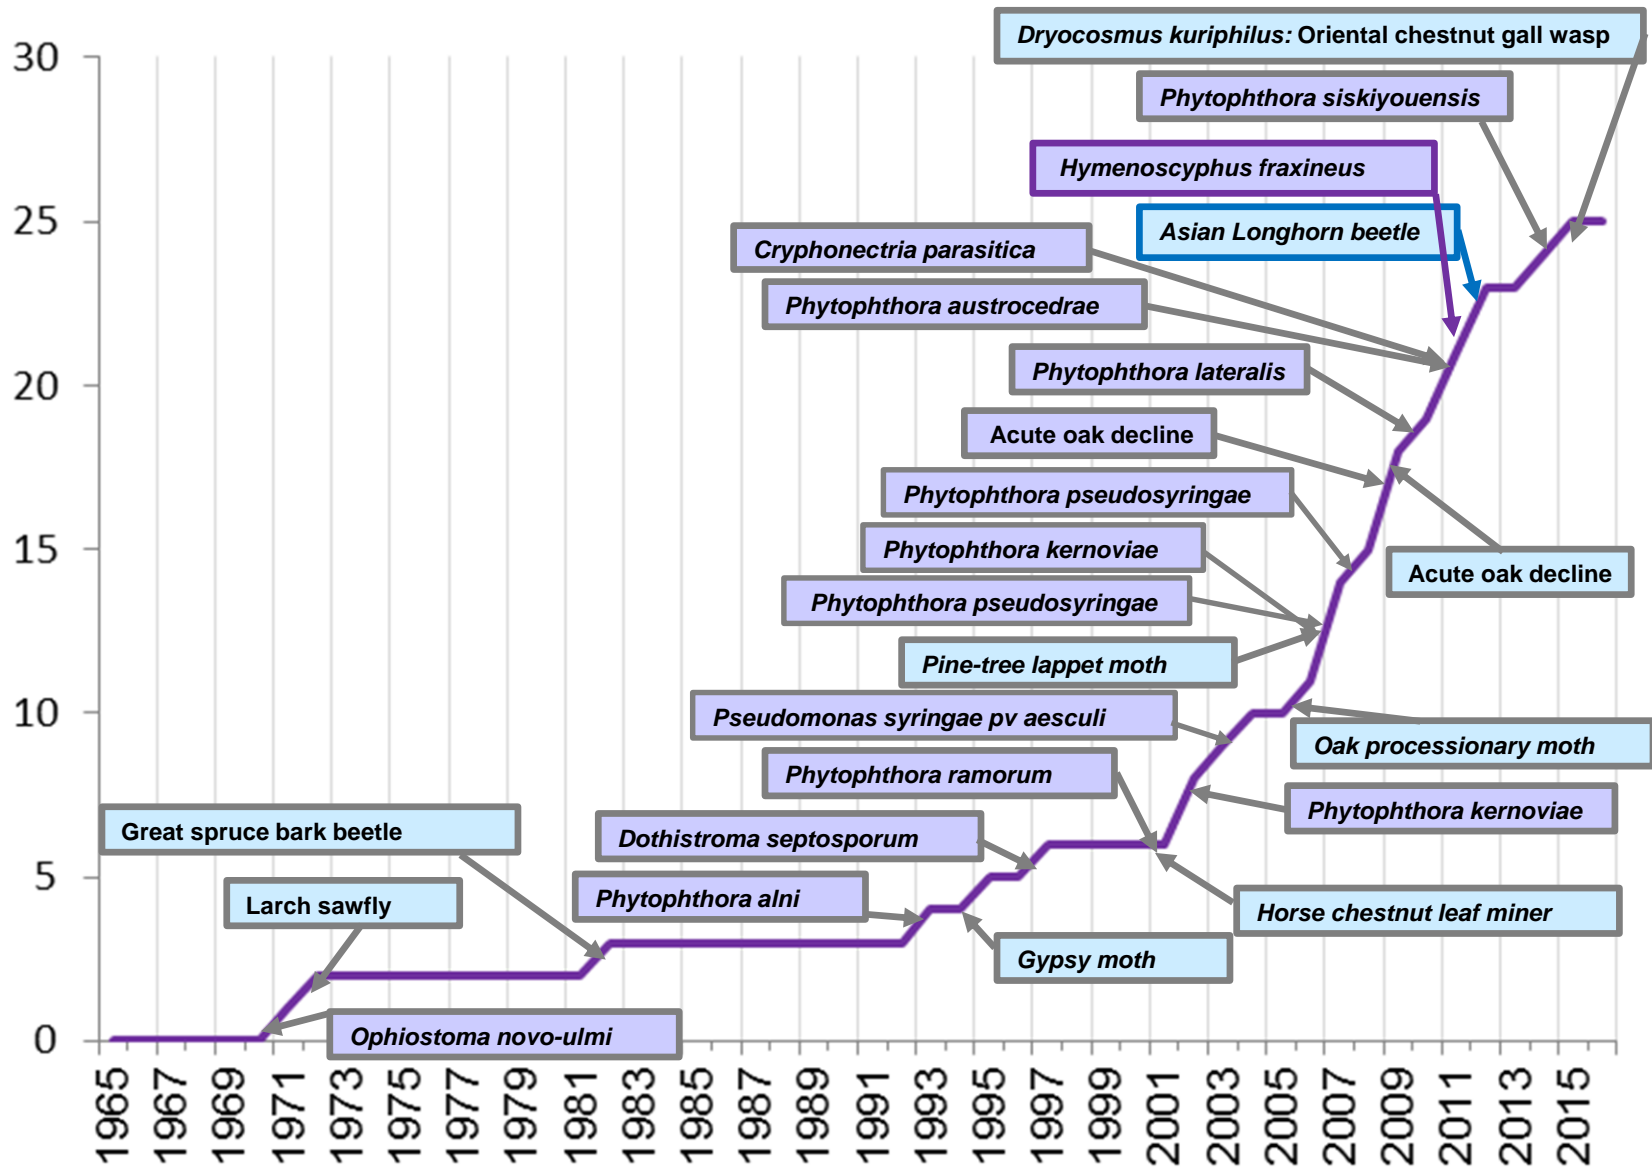 Dryocosmus kuriphilus: Oriental chestnut gall wasp
30
Phytophthora siskiyouensis
Hymenoscyphus fraxineus
25
Asian Longhorn beetle
Cryphonectria parasitica
Phytophthora austrocedrae
20
Phytophthora lateralis
Acute oak decline
Phytophthora pseudosyringae
15
Phytophthora kernoviae
Acute oak decline
Phytophthora pseudosyringae
Pine-tree lappet moth
10
Pseudomonas syringae pv aesculi
Oak processionary moth
Phytophthora ramorum
Phytophthora kernoviae
Great spruce bark beetle
Dothistroma septosporum
5
Phytophthora alni
Larch sawfly
Horse chestnut leaf miner
Gypsy moth
0
Ophiostoma novo-ulmi
1965
1967
1969
1971
1973
1975
1977
1979
1981
1983
1985
1987
1989
1991
1993
1995
1997
1999
2001
2003
2005
2007
2009
2011
2013
2015